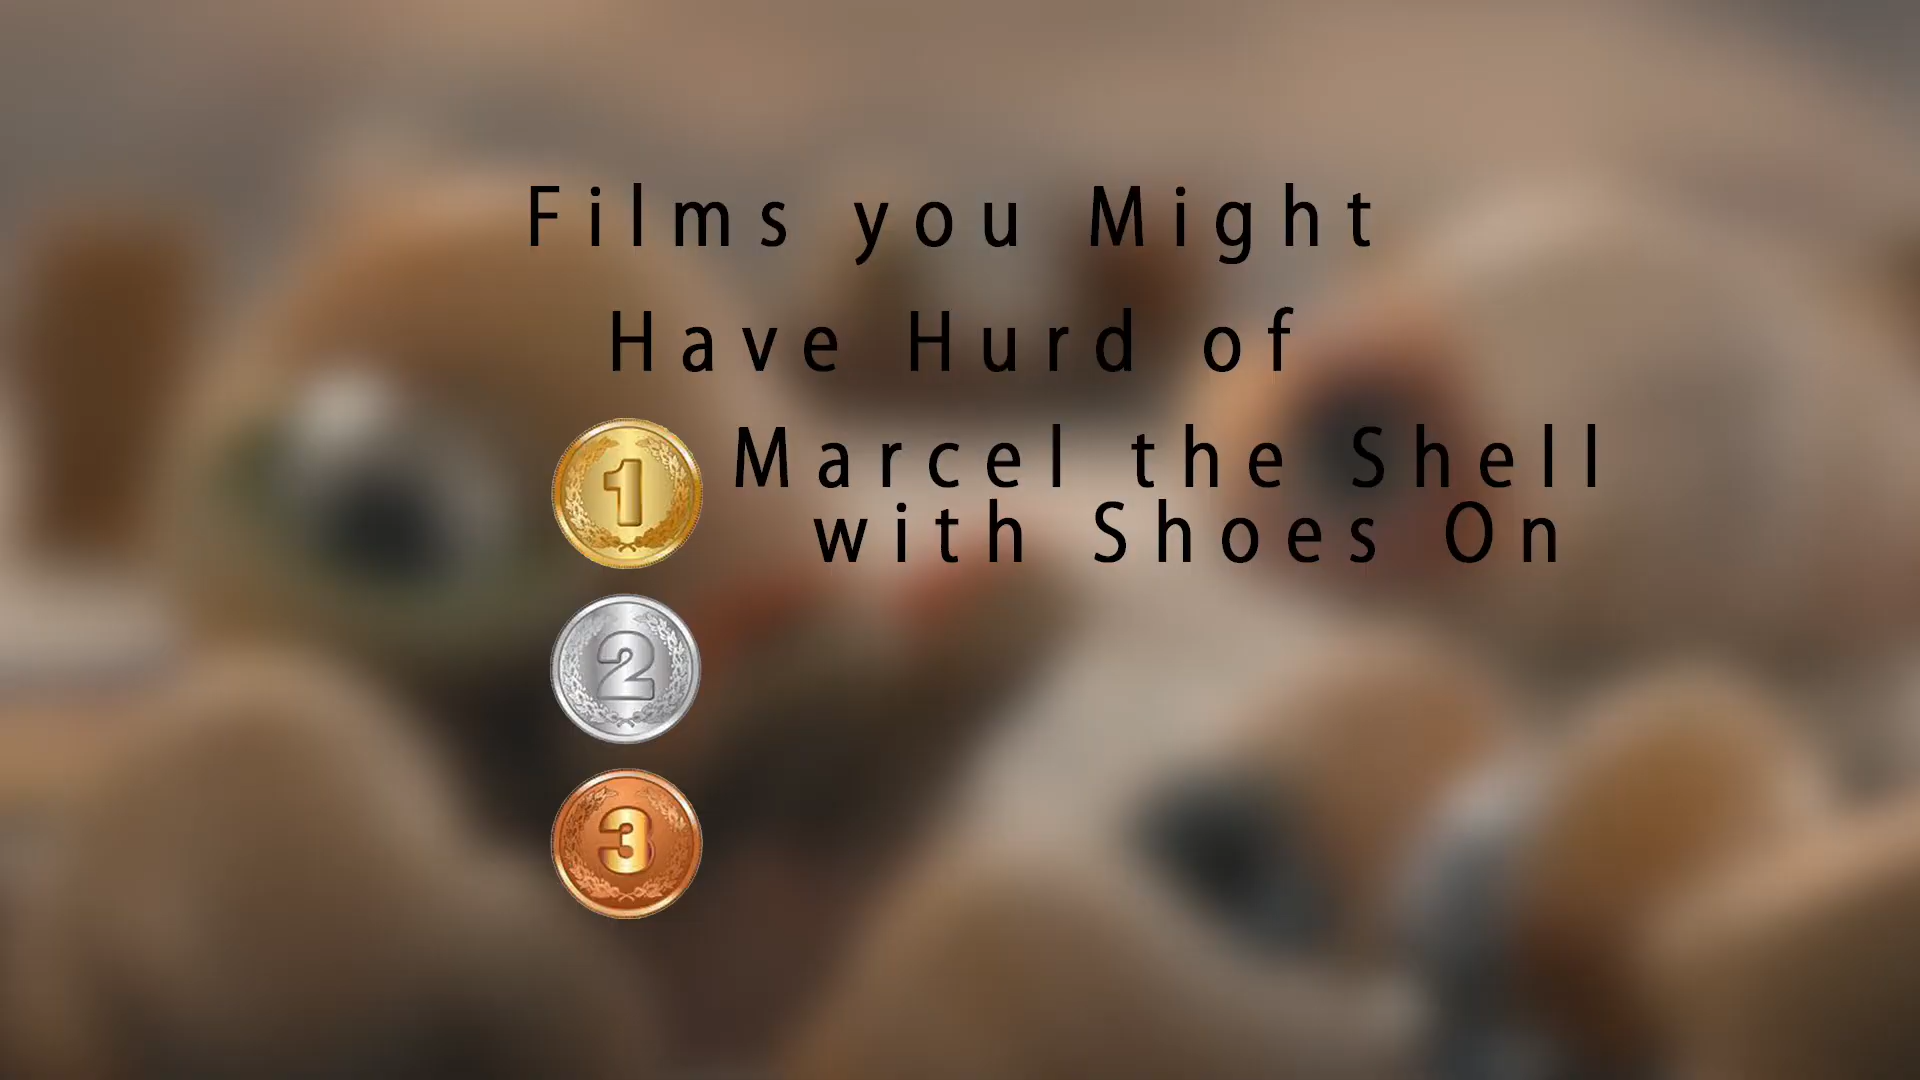 Films you Might
Have Hurd of
1
Marcel the Shell
with Shoes On
2
3